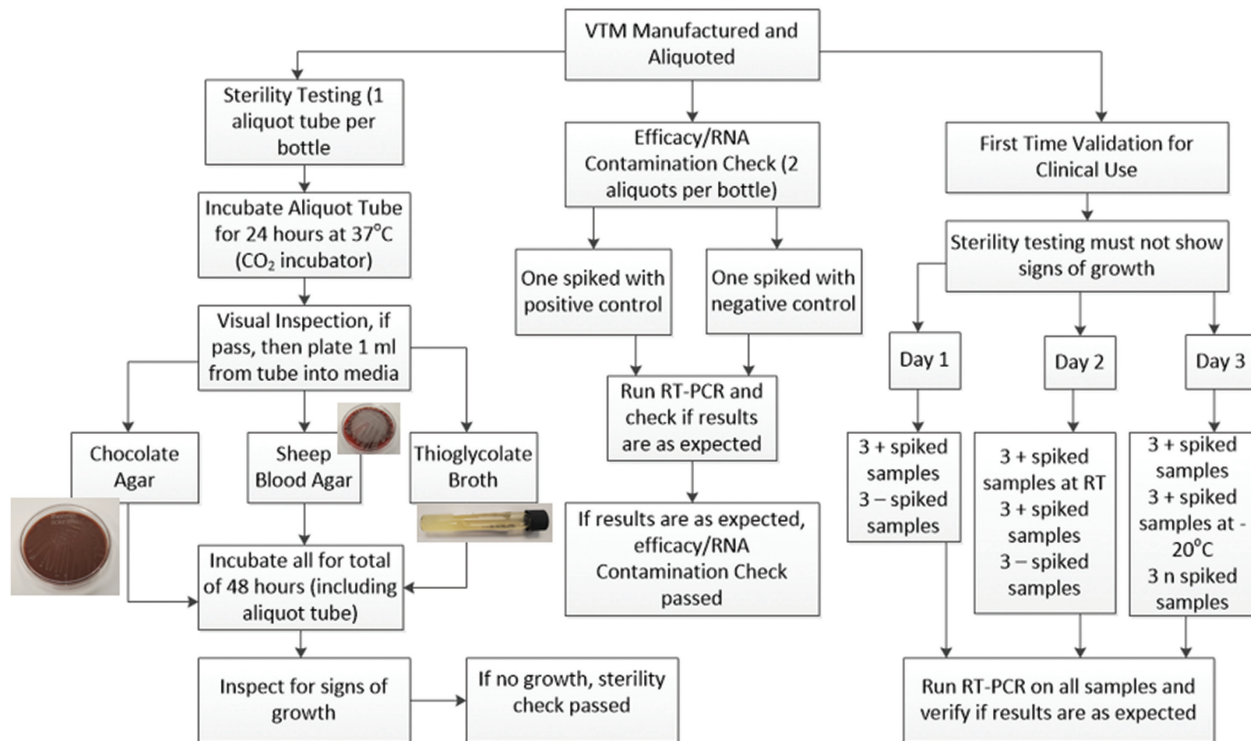 VTM Manufactured and
Aliquoted
Sterility Testing (1
aliquot tube per
bottle
Incubate Aliquot Tube
for 24 hours at 37°C
(CO₂ incubator)
Visual Inspection, if
pass, then plate 1 ml
from tube into media
Chocolate
Agar
Sheep
Blood Agar
Thioglycolate
Broth
Incubate all for total
of 48 hours (including
aliquot tube)
Inspect for signs of
growth
If no growth, sterility
check passed
Efficacy/RNA
Contamination Check (2
aliquots per bottle)
One spiked with
positive control
One spiked with
negative control
Run RT-PCR and
check if results
are as expected
If results are as expected,
efficacy/RNA
Contamination Check
passed
First Time Validation for
Clinical Use
Sterility testing must not show
signs of growth
Day 1
Day 2
Day 3
3 + spiked
samples
3 – spiked
samples
3 + spiked
samples at RT
3 + spiked
samples
3 – spiked
samples
3 + spiked
samples
3 + spiked
samples at -
20°C
3 n spiked
samples
Run RT-PCR on all samples and
verify if results are as expected